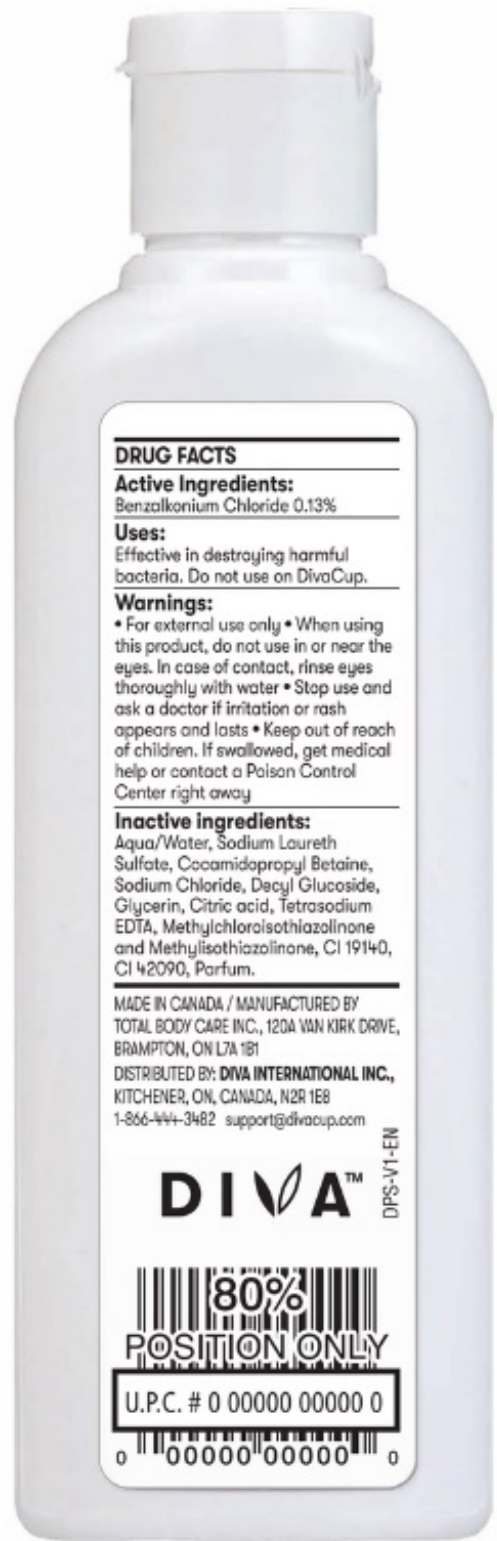 DRUG FACTS
Active Ingredients:
Benzalkonium Chloride 0.13%
Uses:
Effective in destroying harmful
bacteria. Do not use on DivaCup.
Warnings:
• For external use only • When using
this product, do not use in or near the
eyes. In case of contact, rinse eyes
thoroughly with water • Stop use and
ask a doctor if irritation or rash
appears and lasts • Keep out of reach
of children. If swallowed, get medical
help or contact a Poison Control
Center right away
Inactive ingredients:
Aqua/Water, Sodium Laureth
Sulfate, Cocamidopropyl Betaine,
Sodium Chloride, Decyl Glucoside,
Glycerin, Citric acid, Tetrasodium
EDTA, Methylchloroisothiazolinone
and Methylisothiazolinone, CI 19140,
CI 42090, Parfum.
MADE IN CANADA / MANUFACTURED BY
TOTAL BODY CARE INC., 120A VAN KIRK DRIVE,
BRAMPTON, ON L7A 1B1
DISTRIBUTED BY: DIVA INTERNATIONAL INC.,
KITCHENER, ON, CANADA, N2R 1E8
1-866-444-3482 support@divacup.com
DPS-V1-EN
DIVA™
80%
POSITION ONLY
U.P.C. # 0 00000 00000 0
0 00000 00000 0